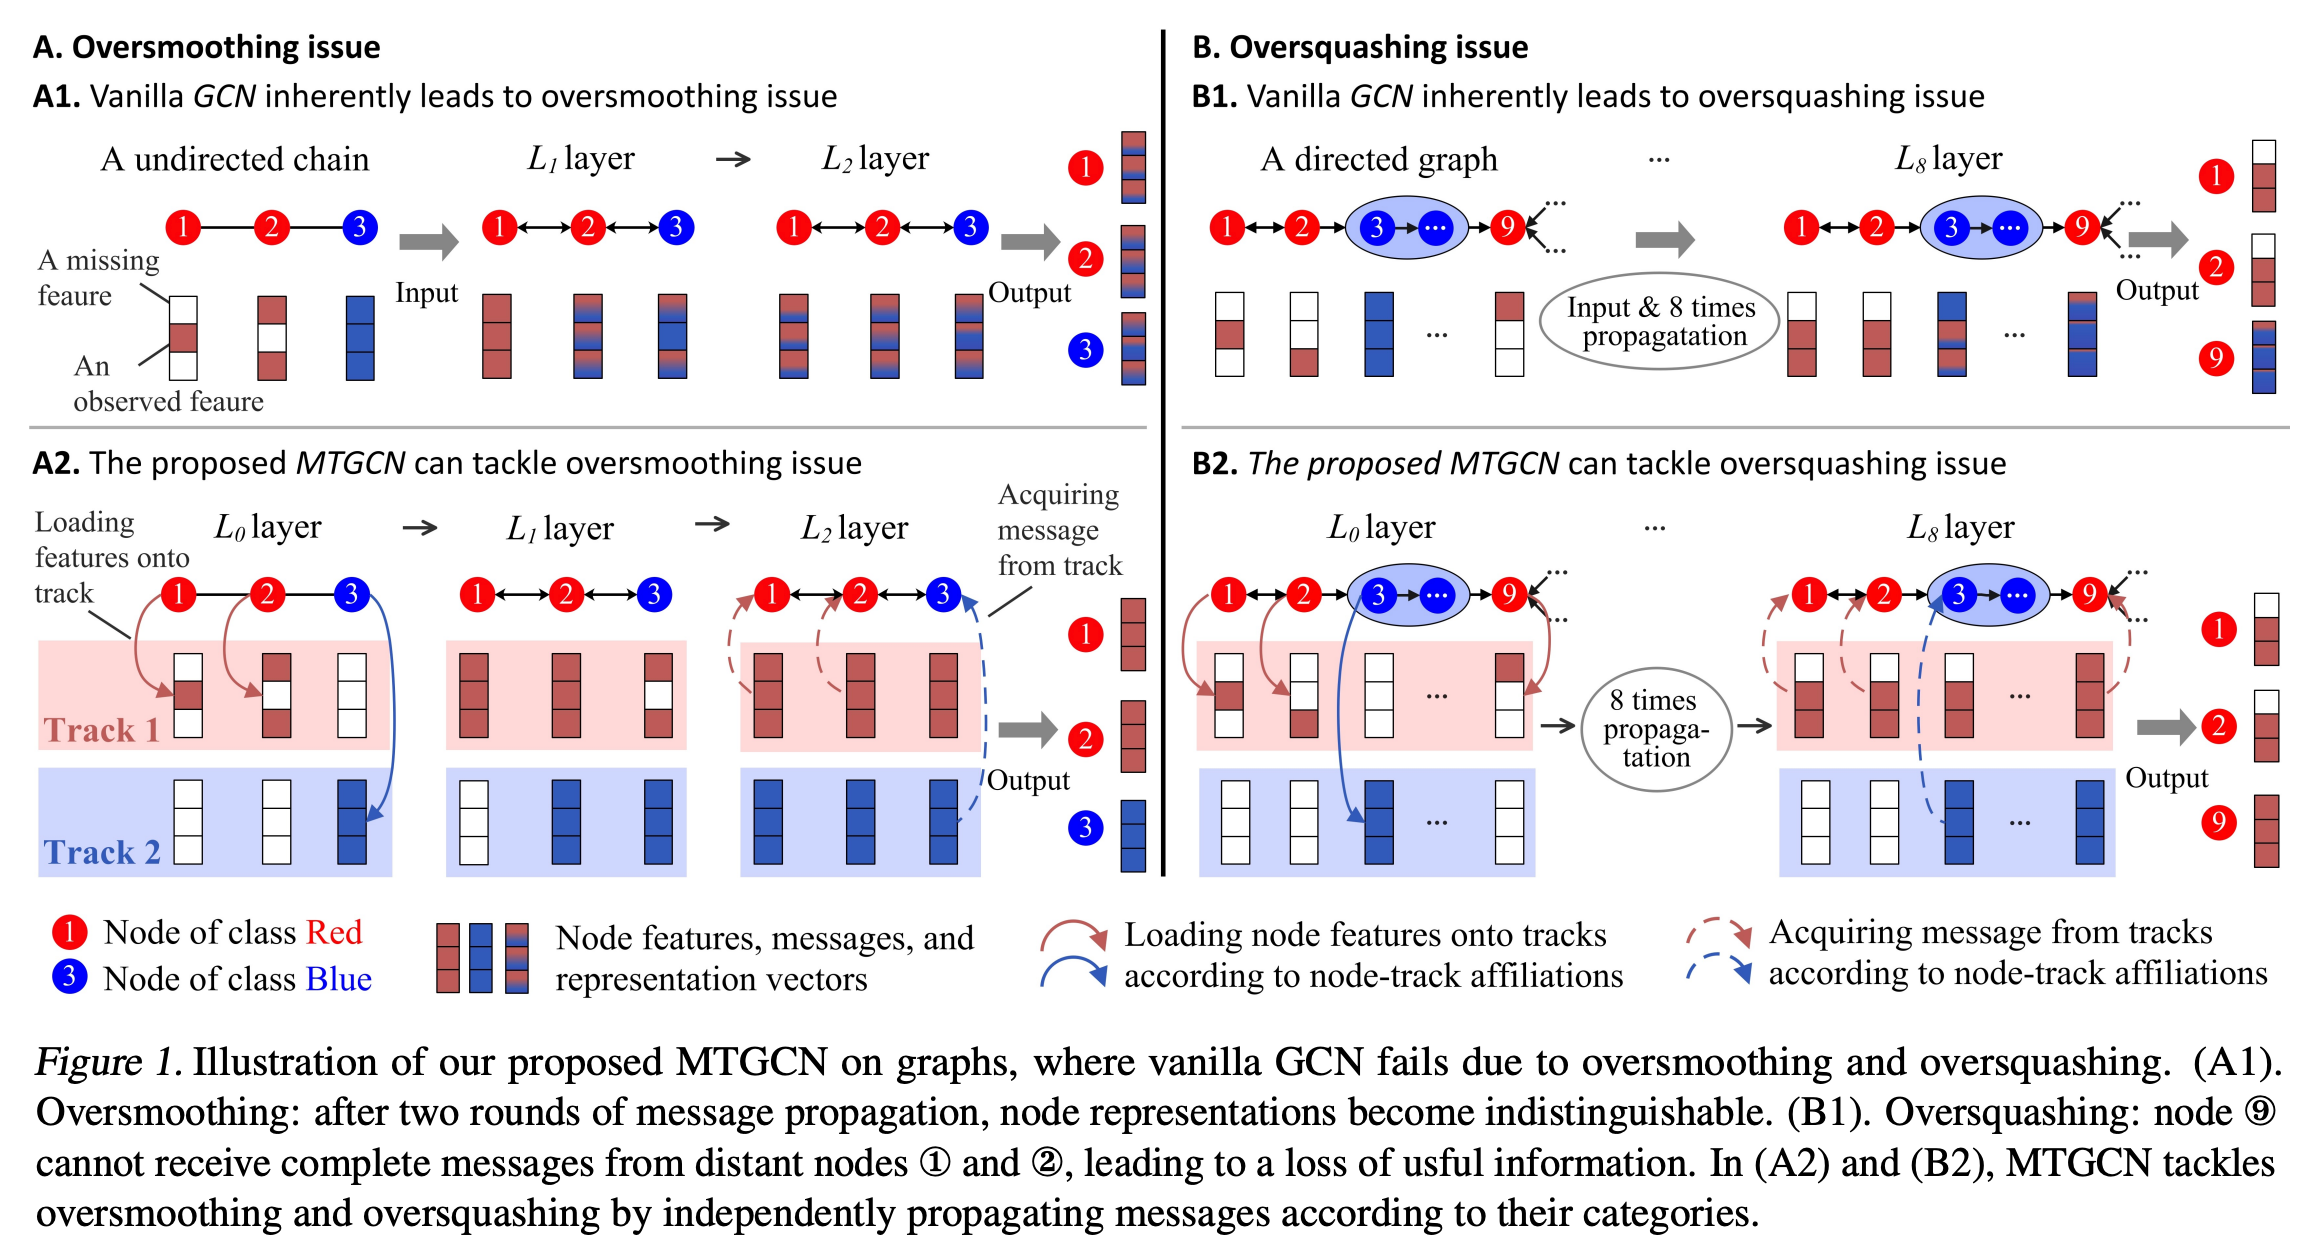 A. Oversmoothing issue
A1. Vanilla GCN inherently leads to oversmoothing issue
A undirected chain
L1 layer
→
L2 layer
1
2
3
1
2
3
1
2
3
A missing
feaure
An
observed feaure
Input
Output
1
2
3
A2. The proposed MTGCN can tackle oversmoothing issue
Loading
features onto
track
L0 layer
→
L1 layer
→
L2 layer
Acquiring
message
from track
1
2
3
1
2
3
1
2
3
Track 1
Track 2
Output
1
2
3
B. Oversquashing issue
B1. Vanilla GCN inherently leads to oversquashing issue
A directed graph
...
L8 layer
1
2
3
...
9
...
...
1
2
3
...
9
...
...
...
Input & 8 times
propagatation
...
Output
1
2
9
B2. The proposed MTGCN can tackle oversquashing issue
L0 layer
...
L8 layer
1
2
3
...
9
...
...
1
2
3
...
9
...
...
...
...
8 times
propaga-
tation
...
...
Output
1
2
9
1 Node of class Red
3 Node of class Blue
Node features, messages, and
representation vectors
Loading node features onto tracks
according to node-track affiliations
Acquiring message from tracks
according to node-track affiliations
Figure 1. Illustration of our proposed MTGCN on graphs, where vanilla GCN fails due to oversmoothing and oversquashing. (A1).
Oversmoothing: after two rounds of message propagation, node representations become indistinguishable. (B1). Oversquashing: node ⑨
cannot receive complete messages from distant nodes ① and ②, leading to a loss of usful information. In (A2) and (B2), MTGCN tackles
oversmoothing and oversquashing by independently propagating messages according to their categories.